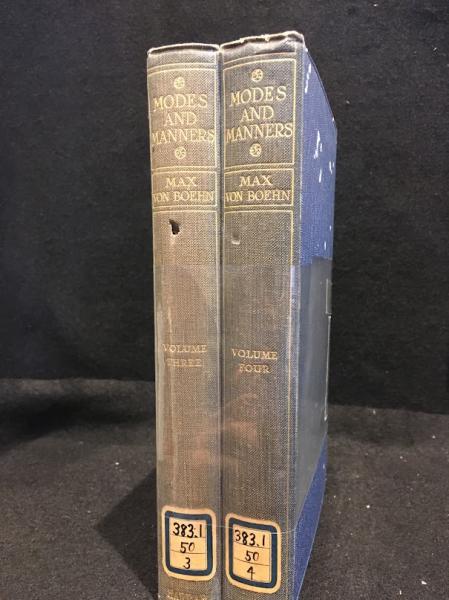 MODES
AND
MANNERS
MAX
VON BOEHN
VOLUME
THREE
383.1
50
3
MODES
AND
MANNERS
MAX
VON BOEHN
VOLUME
FOUR
383.1
50
4